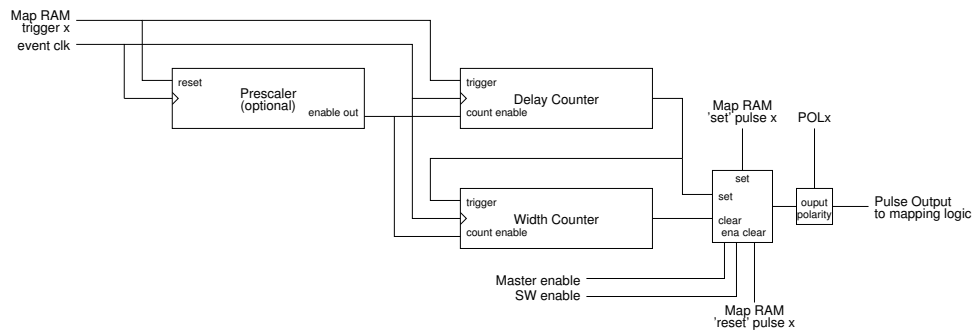 Map RAM
trigger x
event clk
reset
Prescaler
(optional)
enable out
trigger
Delay Counter
count enable
Map RAM
'set' pulse x
POLx
set
set
clear
ena clear
ouput
polarity
Pulse Output
to mapping logic
trigger
Width Counter
count enable
Master enable
SW enable
Map RAM
'reset' pulse x